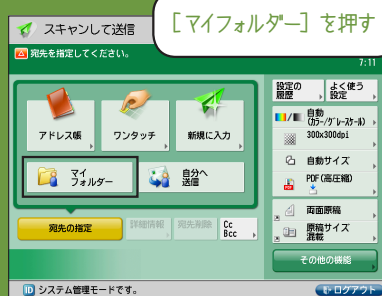 スキャンして送信
［マイフォルダー］を押す
宛先を指定してください。
7:11
設定の
履歴
よく使う
設定
アドレス帳
ワンタッチ
新規に入力
自動
(カラー/グレースケール)
300x300dpi
マイ
フォルダー
自分へ
送信
自動サイズ
PDF(高圧縮)
宛先の指定
詳細情報
宛先削除
Cc
Bcc
両面原稿
原稿サイズ
混載
その他の機能
ID システム管理モードです。
ログアウト